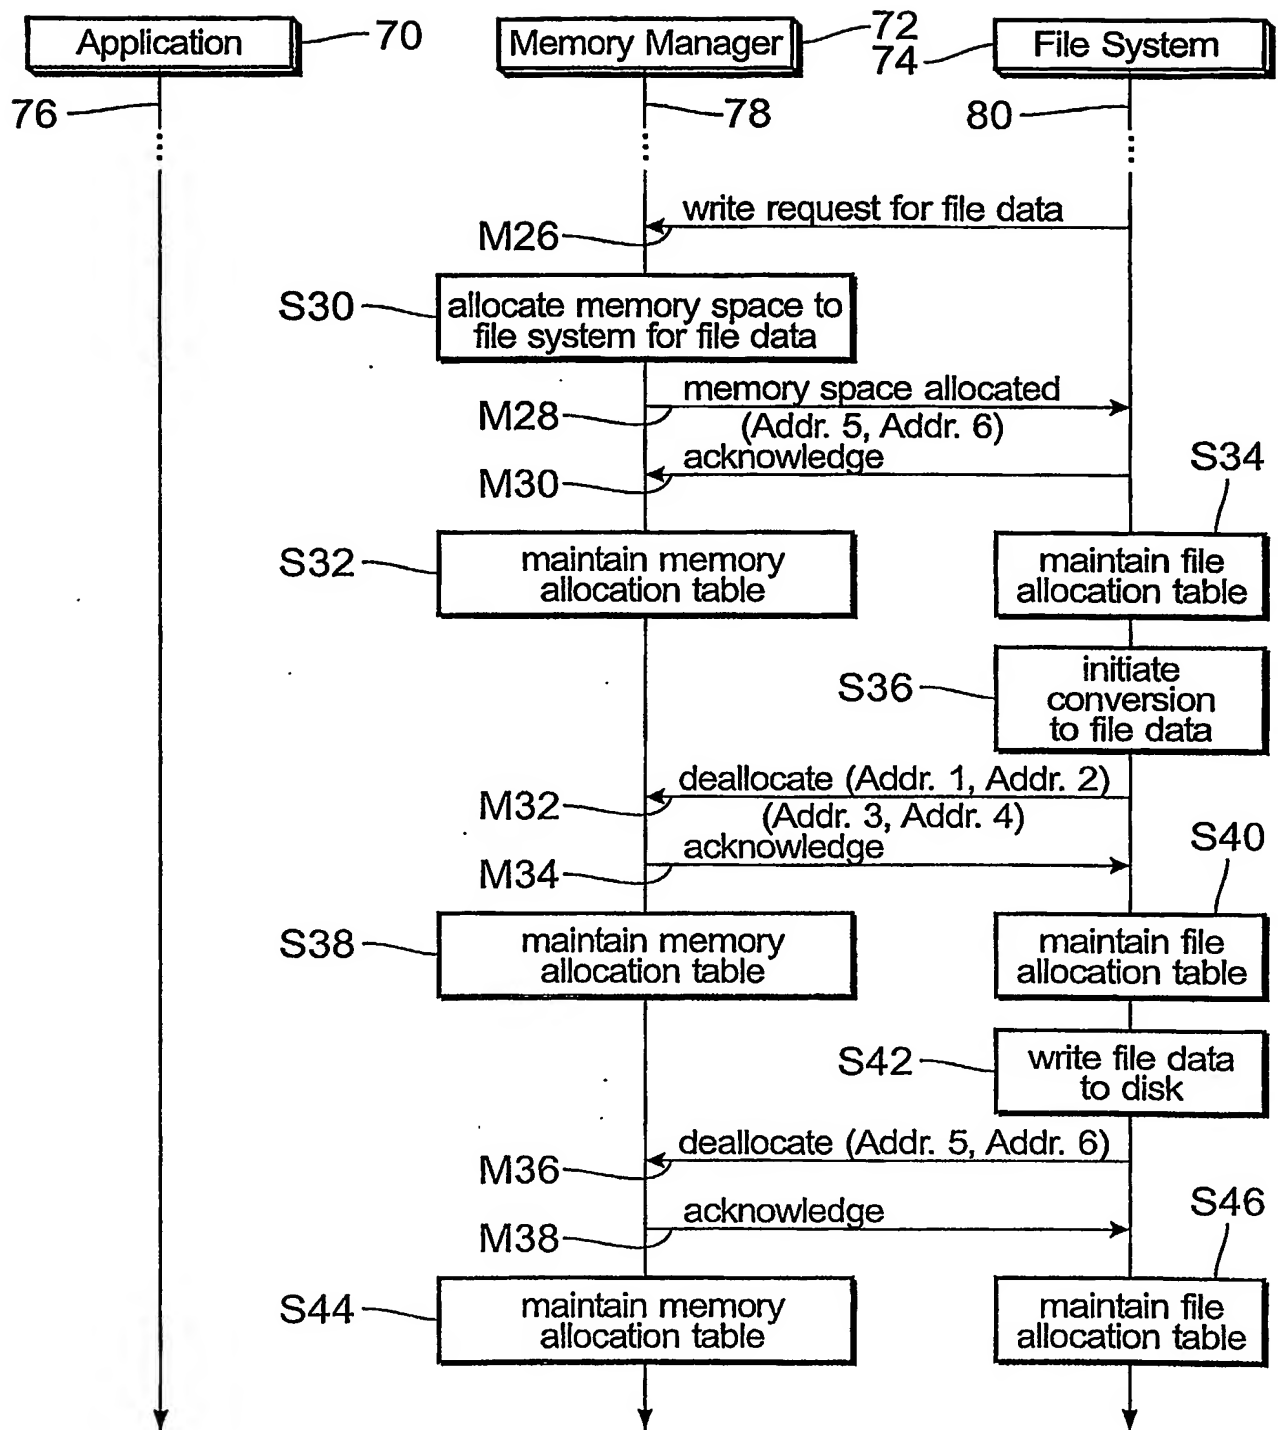 Application
70
Memory Manager
72
74
File System
76
78
80
write request for file data
M26
S30
allocate memory space to
file system for file data
memory space allocated
M28
(Addr. 5, Addr. 6)
acknowledge
M30
S34
S32
maintain memory
allocation table
maintain file
allocation table
S36
initiate
conversion
to file data
deallocate (Addr. 1, Addr. 2)
M32
(Addr. 3, Addr. 4)
acknowledge
M34
S40
S38
maintain memory
allocation table
maintain file
allocation table
S42
write file data
to disk
deallocate (Addr. 5, Addr. 6)
M36
acknowledge
M38
S46
S44
maintain memory
allocation table
maintain file
allocation table